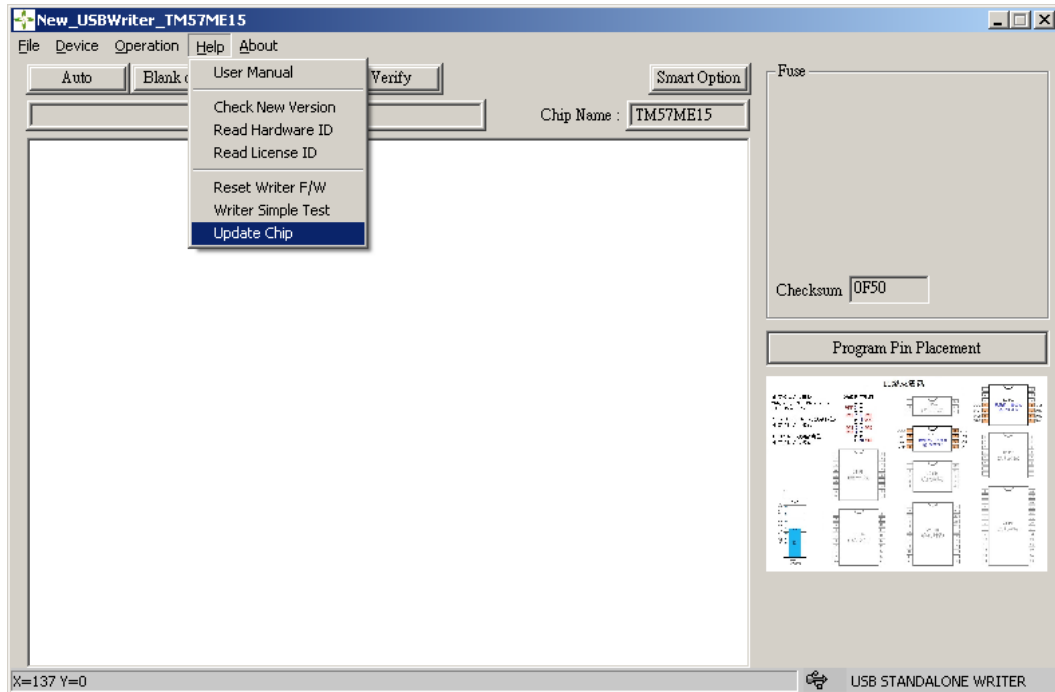 New_USBWriter_TM57ME15
File Device Operation Help About
Auto
Blank
Verify
Smart Option
Chip Name : TM57ME15
User Manual
Check New Version
Read Hardware ID
Read License ID
Reset Writer F/W
Writer Simple Test
Update Chip
Fuse
Checksum 0F50
Program Pin Placement
X=137 Y=0
USB STANDALONE WRITER